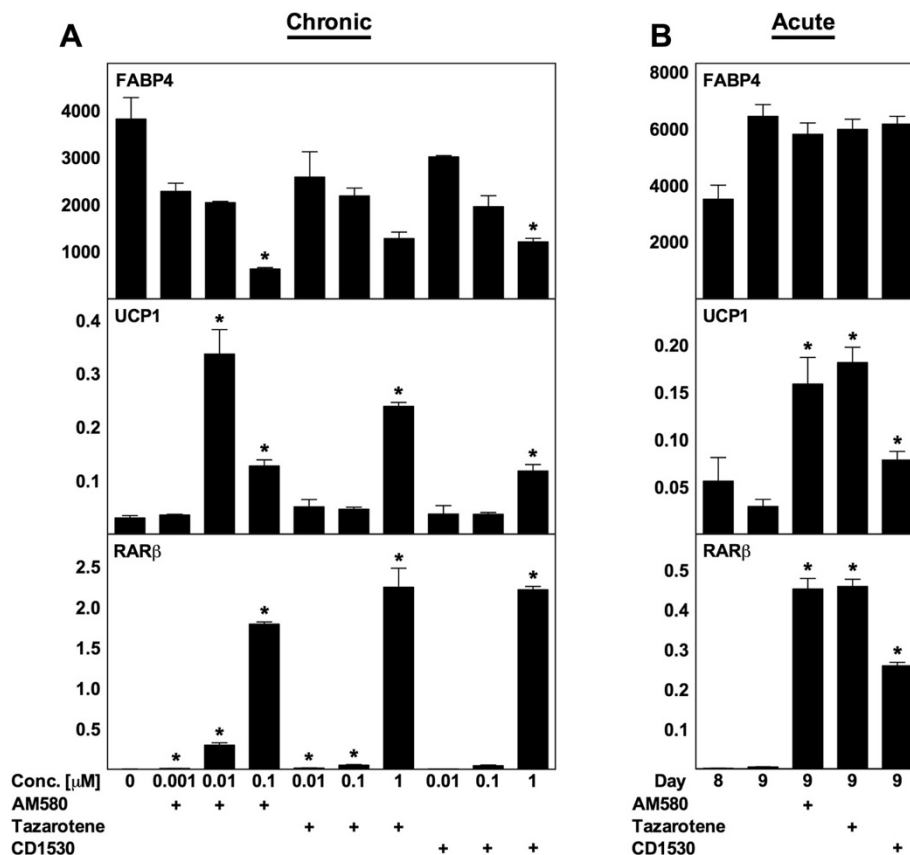 A Chronic B Acute
FABP4 FABP4
8000
4000
6000
3000
4000
2000
2000
1000
UCP1 UCP1
0.4
0.20
0.3
0.15
0.2
0.10
0.1
0.05
* * * *
* * *
RARβ RARβ
2.5
0.5
2.0
0.4
1.5
0.3
1.0
0.2
0.5
0.1
* * * * * * *
* * *
Conc. [μM] 0 0.001 0.01 0.1 0.01 0.1 1 0.01 0.1 1 Day 8 9 9 9 9
AM580 + + + AM580 +
Tazarotene + + + Tazarotene +
CD1530 + + + CD1530 +